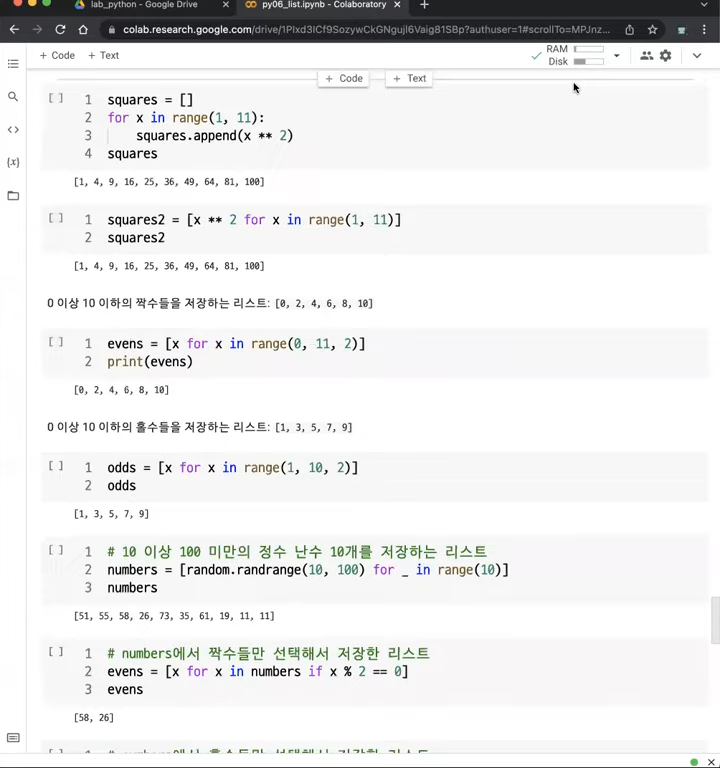 lab_python - Google Drive
py06_list.ipynb - Colaboratory
+ Code + Text
RAM
Disk
+ Code + Text
[ ] 1 squares = []
2 for x in range(1, 11):
3 squares.append(x ** 2)
4 squares
[1, 4, 9, 16, 25, 36, 49, 64, 81, 100]
[ ] 1 squares2 = [x ** 2 for x in range(1, 11)]
2 squares2
[1, 4, 9, 16, 25, 36, 49, 64, 81, 100]
0 이상 10 이하의 짝수들을 저장하는 리스트: [0, 2, 4, 6, 8, 10]
[ ] 1 evens = [x for x in range(0, 11, 2)]
2 print(evens)
[0, 2, 4, 6, 8, 10]
0 이상 10 이하의 홀수들을 저장하는 리스트: [1, 3, 5, 7, 9]
[ ] 1 odds = [x for x in range(1, 10, 2)]
2 odds
[1, 3, 5, 7, 9]
[ ] 1 # 10 이상 100 미만의 정수 난수 10개를 저장하는 리스트
2 numbers = [random.randrange(10, 100) for _ in range(10)]
3 numbers
[51, 55, 58, 26, 73, 35, 61, 19, 11, 11]
[ ] 1 # numbers에서 짝수들만 선택해서 저장한 리스트
2 evens = [x for x in numbers if x % 2 == 0]
3 evens
[58, 26]